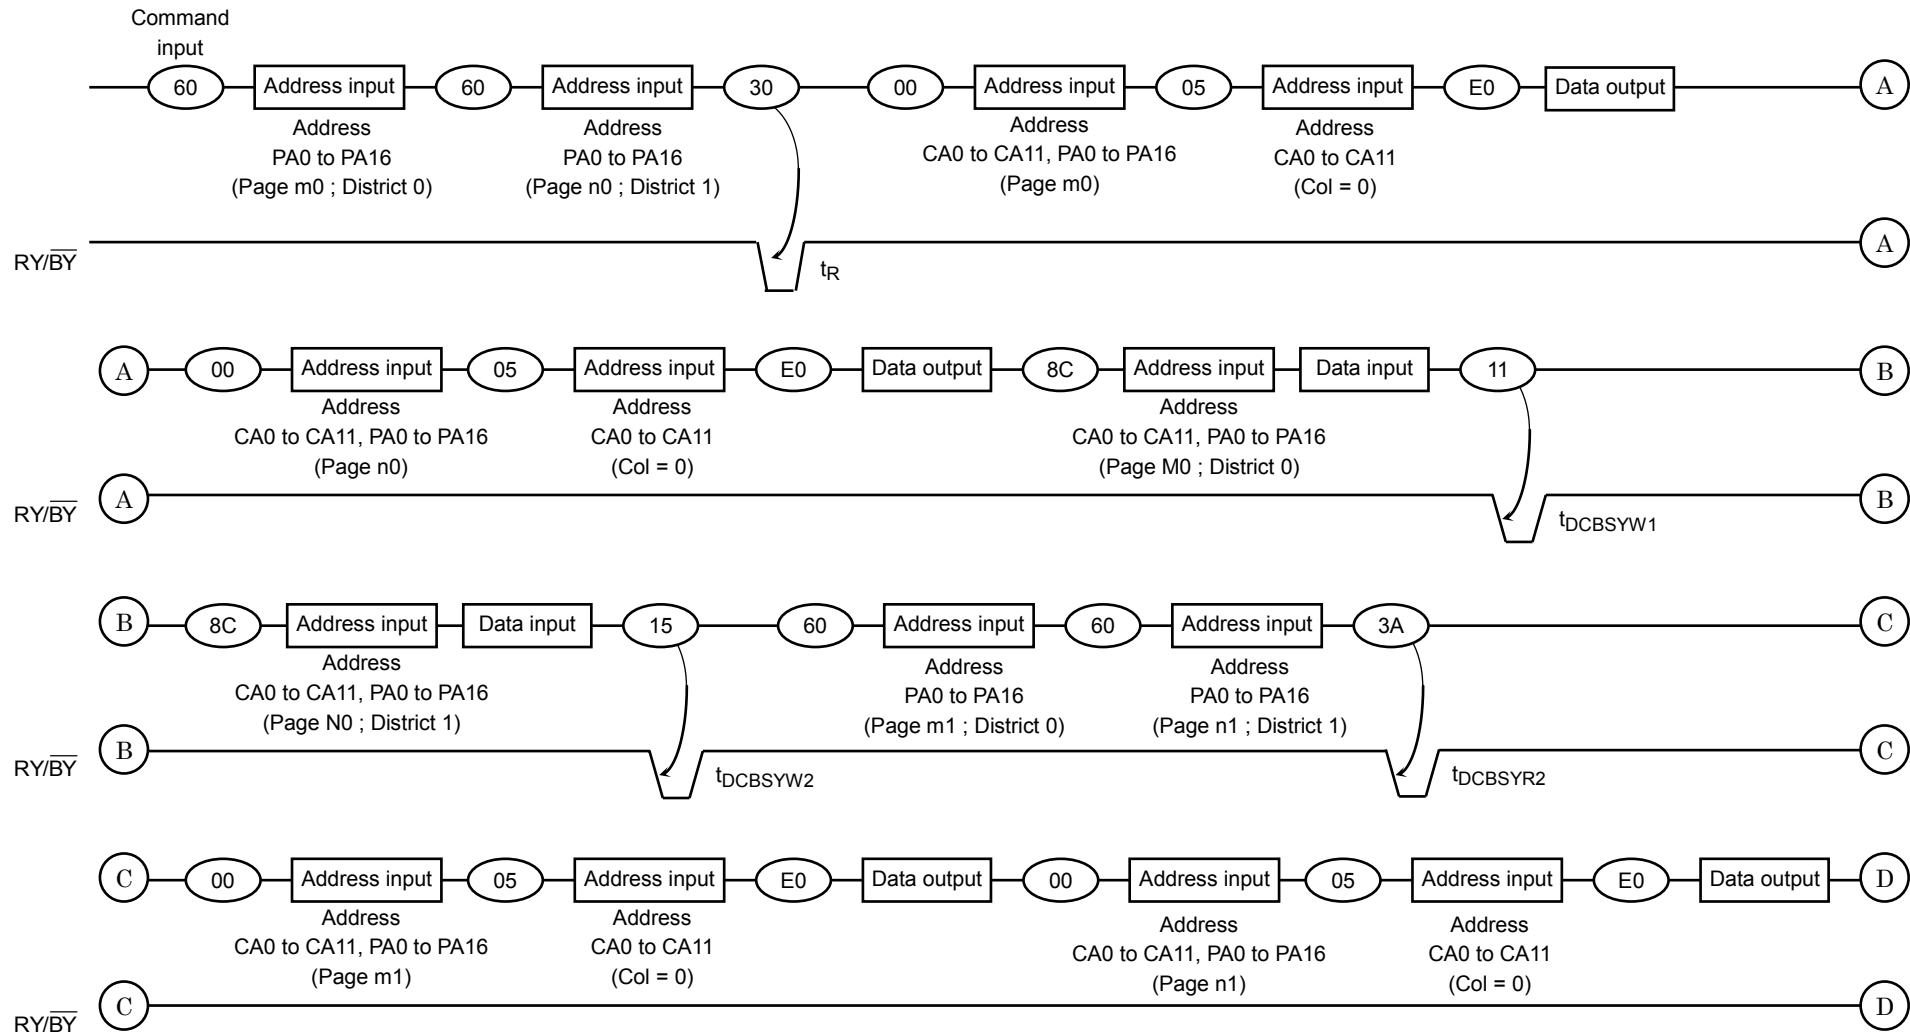 Command
input
60 Address input 60 Address input 30 00 Address input 05 Address input E0 Data output A
Address Address Address Address
PA0 to PA16 PA0 to PA16 CA0 to CA11, PA0 to PA16 CA0 to CA11
(Page m0 ; District 0) (Page n0 ; District 1) (Page m0) (Col = 0)
RY/BY tR A
A 00 Address input 05 Address input E0 Data output 8C Address input Data input 11 B
Address Address Address
CA0 to CA11, PA0 to PA16 CA0 to CA11 CA0 to CA11, PA0 to PA16
(Page n0) (Col = 0) (Page M0 ; District 0)
RY/BY A tDCBSYW1 B
B 8C Address input Data input 15 60 Address input 60 Address input 3A C
Address Address Address
CA0 to CA11, PA0 to PA16 PA0 to PA16 PA0 to PA16
(Page N0 ; District 1) (Page m1 ; District 0) (Page n1 ; District 1)
RY/BY B tDCBSYW2 tDCBSYR2 C
C 00 Address input 05 Address input E0 Data output 00 Address input 05 Address input E0 Data output D
Address Address Address Address
CA0 to CA11, PA0 to PA16 CA0 to CA11 CA0 to CA11, PA0 to PA16 CA0 to CA11
(Page m1) (Col = 0) (Page n1) (Col = 0)
RY/BY C D